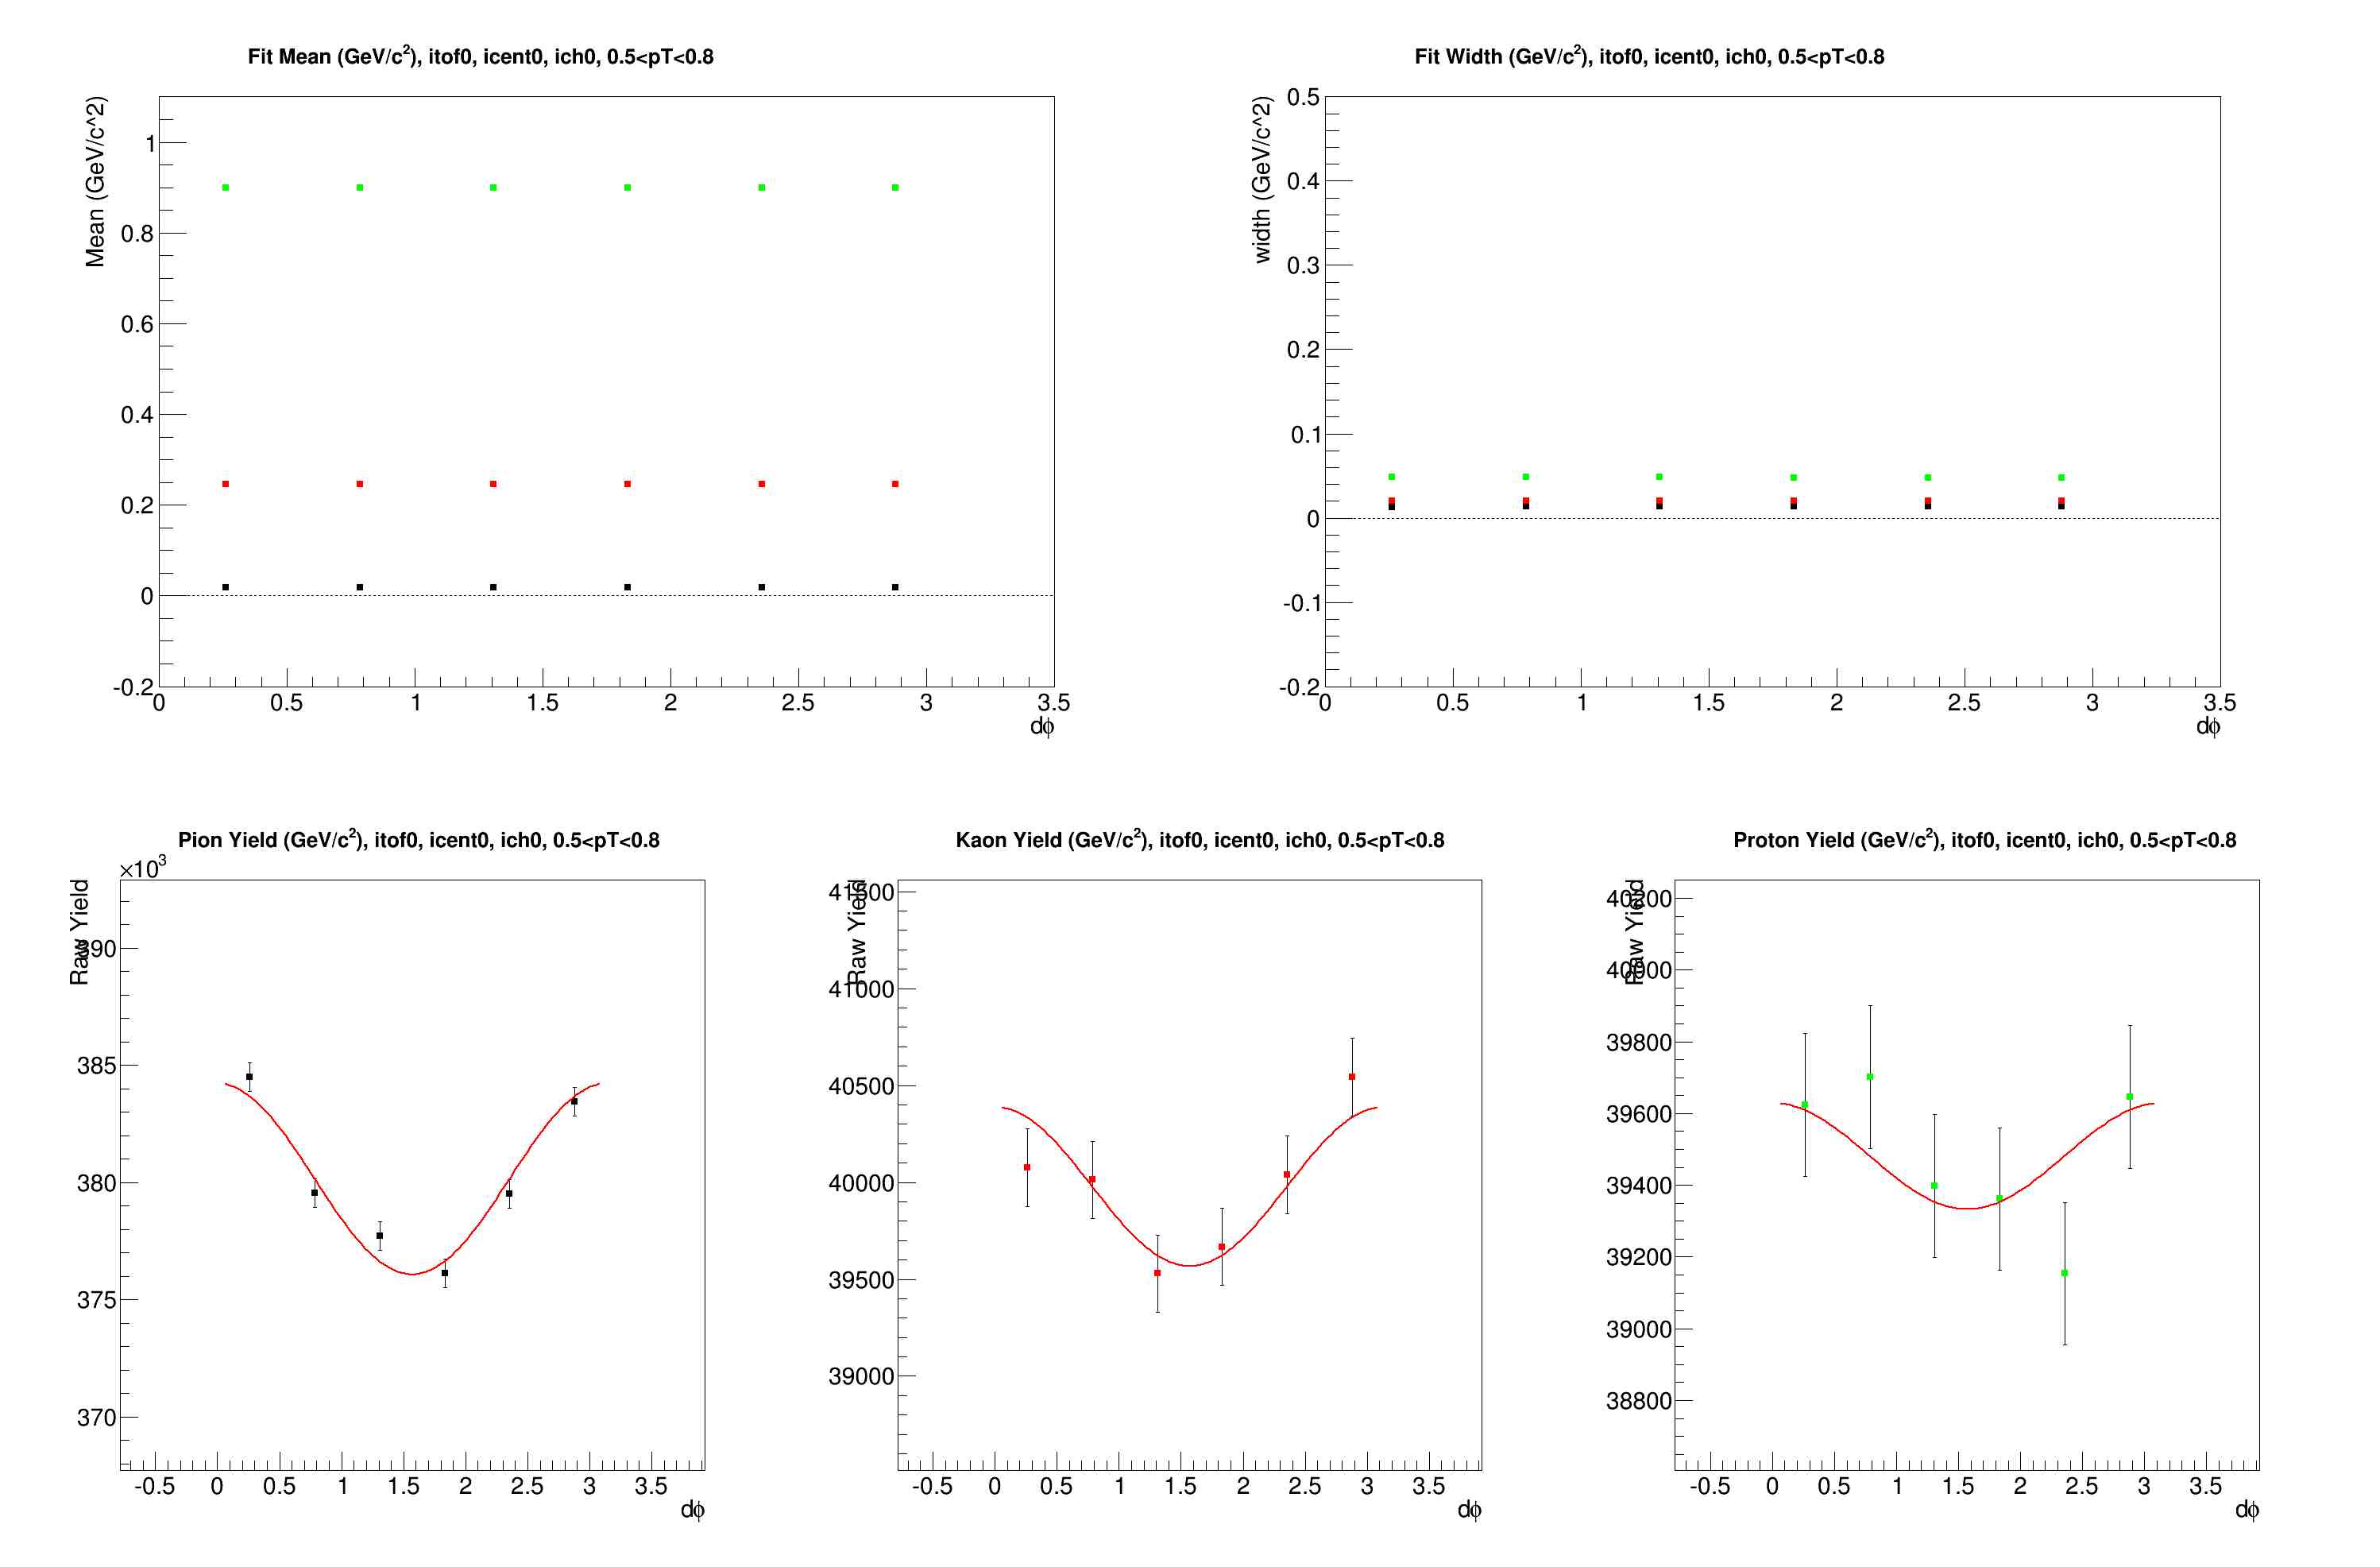 Fit Mean (GeV/c²), itof0, icent0, ich0, 0.5<pT<0.8
Mean (GeV/c^2)
1
0.8
0.6
0.4
0.2
0
-0.2
0 0.5 1 1.5 2 2.5 3 3.5
dϕ
Fit Width (GeV/c²), itof0, icent0, ich0, 0.5<pT<0.8
width (GeV/c^2)
0.5
0.4
0.3
0.2
0.1
0
-0.1
-0.2
0 0.5 1 1.5 2 2.5 3 3.5
dϕ
Pion Yield (GeV/c²), itof0, icent0, ich0, 0.5<pT<0.8
×10³
Raw Yield
390
385
380
375
370
-0.5 0 0.5 1 1.5 2 2.5 3 3.5
dϕ
Kaon Yield (GeV/c²), itof0, icent0, ich0, 0.5<pT<0.8
Raw Yield
41500
41000
40500
40000
39500
39000
-0.5 0 0.5 1 1.5 2 2.5 3 3.5
dϕ
Proton Yield (GeV/c²), itof0, icent0, ich0, 0.5<pT<0.8
Raw Yield
40200
40000
39800
39600
39400
39200
39000
38800
-0.5 0 0.5 1 1.5 2 2.5 3 3.5
dϕ